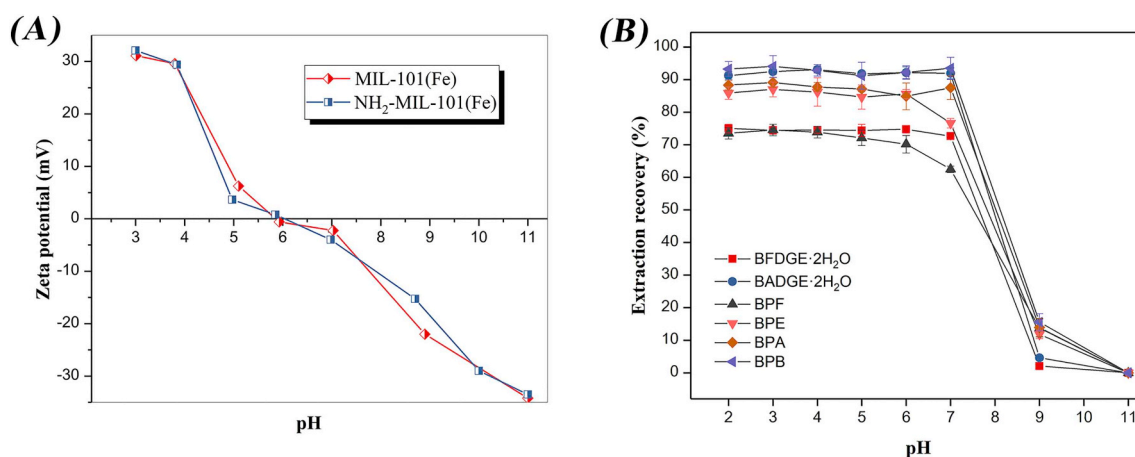 (A)
30
20
10
0
-10
-20
-30
Zeta potential (mV)
3 4 5 6 7 8 9 10 11
pH
MIL-101(Fe)
NH₂-MIL-101(Fe)
(B)
100
90
80
70
60
50
40
30
20
10
0
Extraction recovery (%)
BFDGE·2H₂O
BADGE·2H₂O
BPF
BPE
BPA
BPB
2 3 4 5 6 7 8 9 10 11
pH